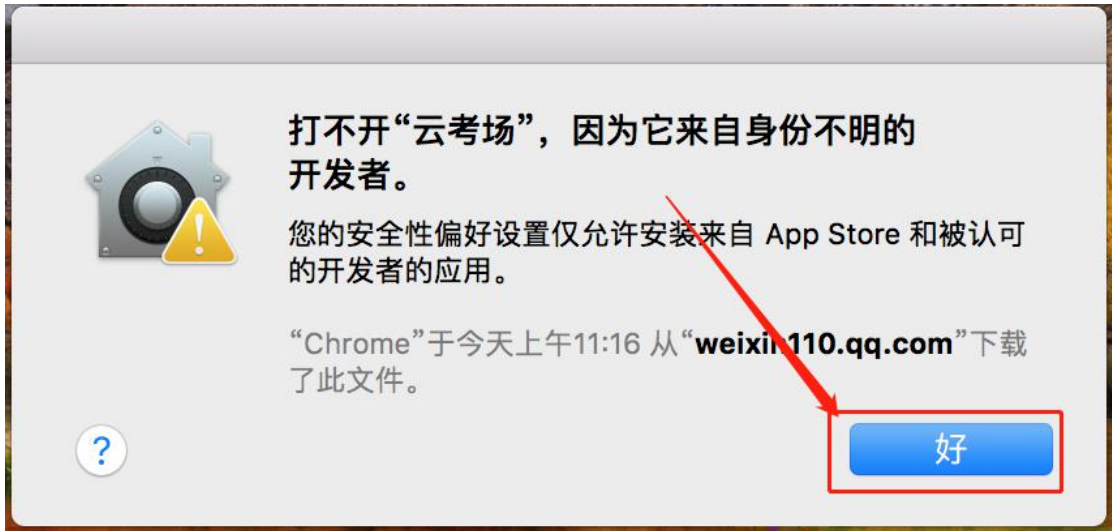 打不开“云考场”，因为它来自身份不明的
开发者。
您的安全性偏好设置仅允许安装来自 App Store 和被认可
的开发者的应用。
“Chrome”于今天上午11:16 从“weixin110.qq.com”下载
了此文件。
?
好